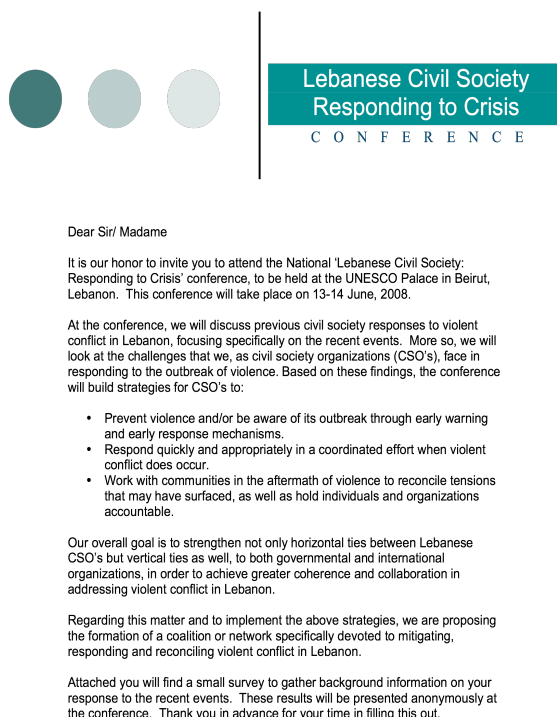 Lebanese Civil Society
Responding to Crisis
CONFERENCE
Dear Sir/ Madame
It is our honor to invite you to attend the National ‘Lebanese Civil Society:
Responding to Crisis’ conference, to be held at the UNESCO Palace in Beirut,
Lebanon.  This conference will take place on 13-14 June, 2008.
At the conference, we will discuss previous civil society responses to violent
conflict in Lebanon, focusing specifically on the recent events.  More so, we will
look at the challenges that we, as civil society organizations (CSO’s), face in
responding to the outbreak of violence. Based on these findings, the conference
will build strategies for CSO’s to:
• Prevent violence and/or be aware of its outbreak through early warning
and early response mechanisms.
• Respond quickly and appropriately in a coordinated effort when violent
conflict does occur.
• Work with communities in the aftermath of violence to reconcile tensions
that may have surfaced, as well as hold individuals and organizations
accountable.
Our overall goal is to strengthen not only horizontal ties between Lebanese
CSO’s but vertical ties as well, to both governmental and international
organizations, in order to achieve greater coherence and collaboration in
addressing violent conflict in Lebanon.
Regarding this matter and to implement the above strategies, we are proposing
the formation of a coalition or network specifically devoted to mitigating,
responding and reconciling violent conflict in Lebanon.
Attached you will find a small survey to gather background information on your
response to the recent events.  These results will be presented anonymously at
the conference.  Thank you in advance for your time in filling this out.